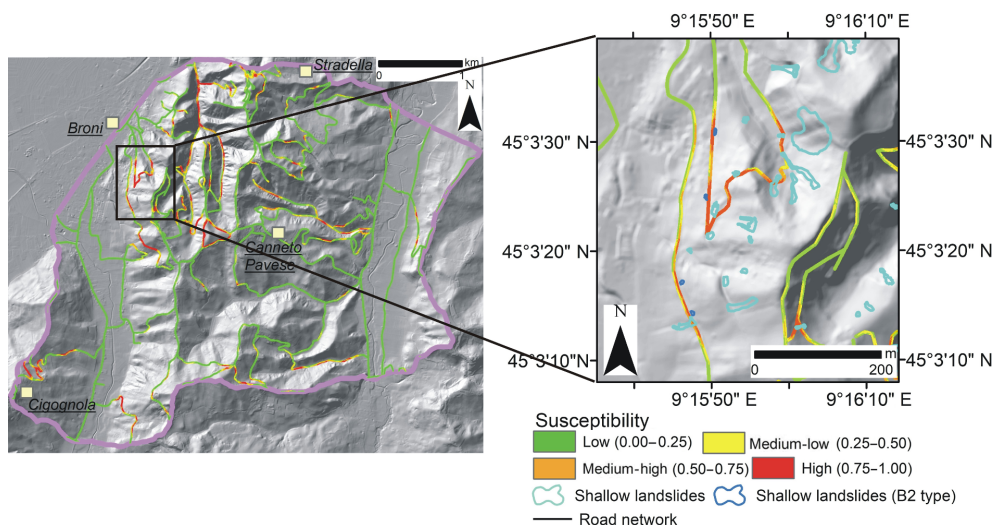 Stradella
km
0
1
N
Broni
Canneto
Pavese
Cigognola
9°15'50" E
9°16'10" E
45°3'30" N
45°3'30" N
45°3'20" N
45°3'20" N
45°3'10" N
45°3'10" N
N
m
0
200
9°15'50" E
9°16'10" E
Susceptibility
Low (0.00–0.25)
Medium-low (0.25–0.50)
Medium-high (0.50–0.75)
High (0.75–1.00)
Shallow landslides
Shallow landslides (B2 type)
Road network